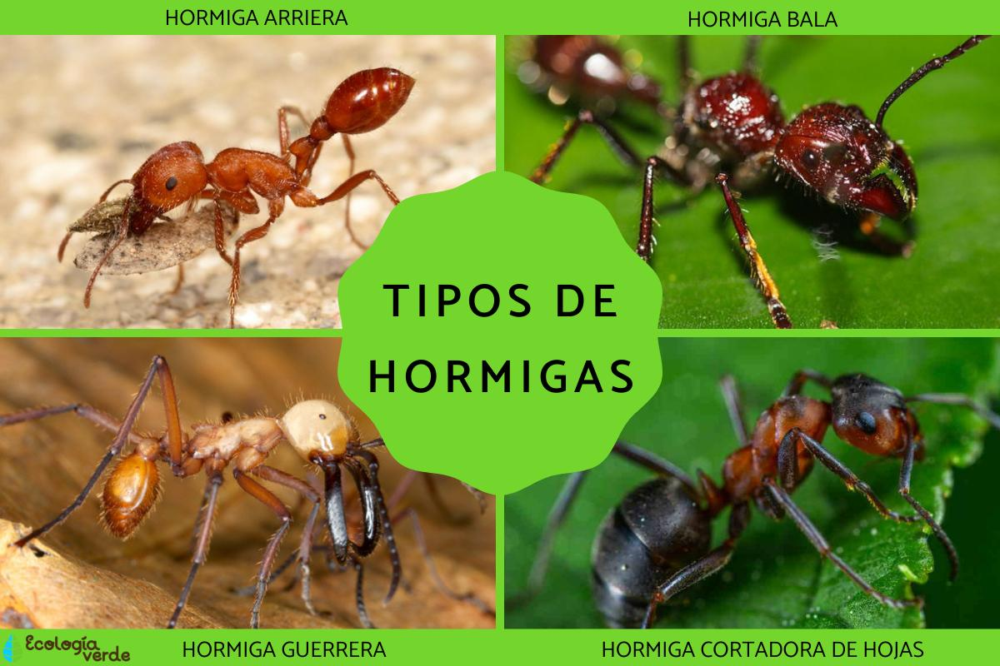 HORMIGA ARRIERA
HORMIGA BALA
TIPOS DE
HORMIGAS
Ecología
verde
HORMIGA GUERRERA
HORMIGA CORTADORA DE HOJAS